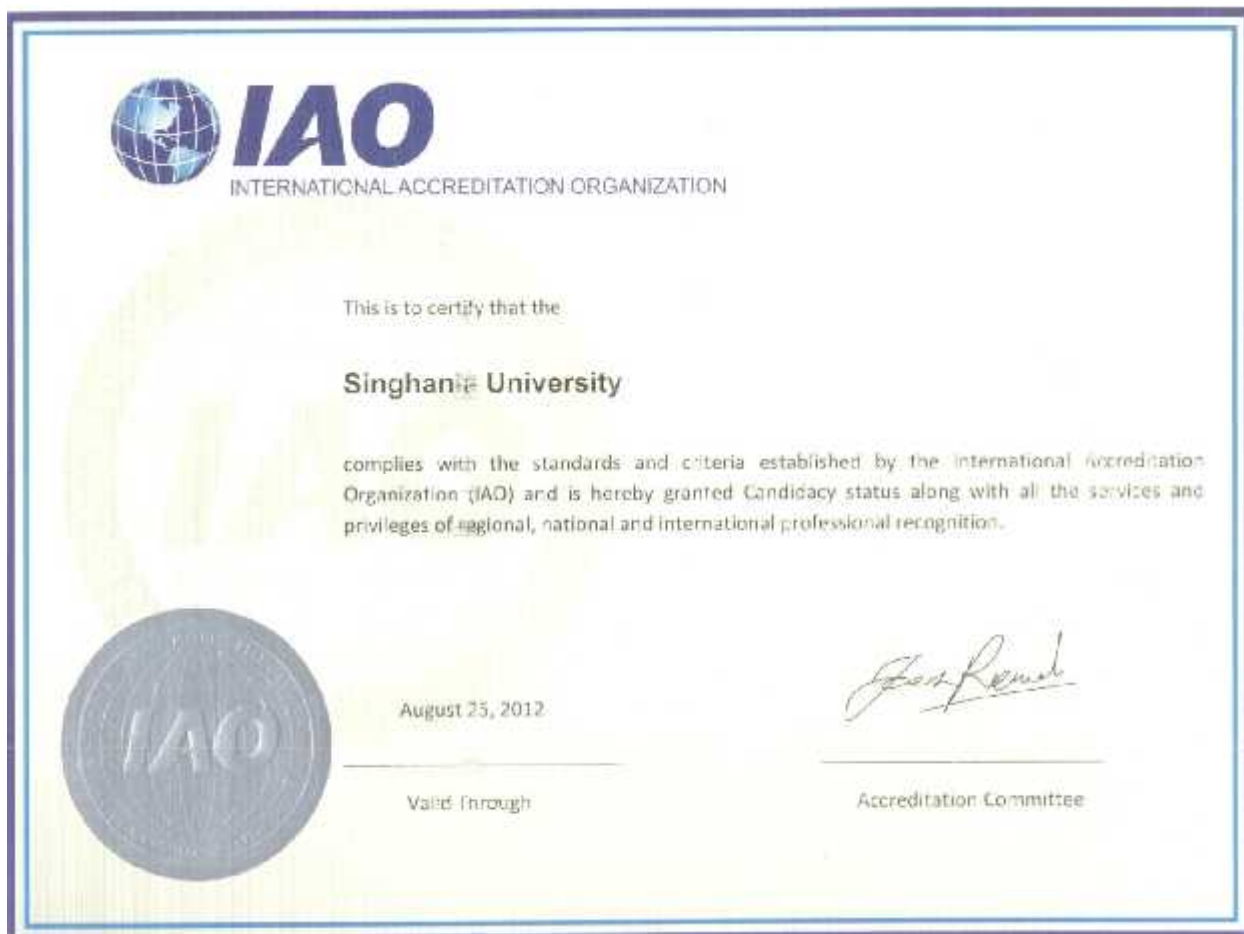 IAO
INTERNATIONAL ACCREDITATION ORGANIZATION
This is to certify that the
University
complies with the standards and criteria established by the International Accreditation
Organization (IAO) and is hereby granted Candidacy status along with all the services and
privileges of regional, national and international professional recognition.
IAO
August 25, 2012
Valid Through
Accreditation Committee